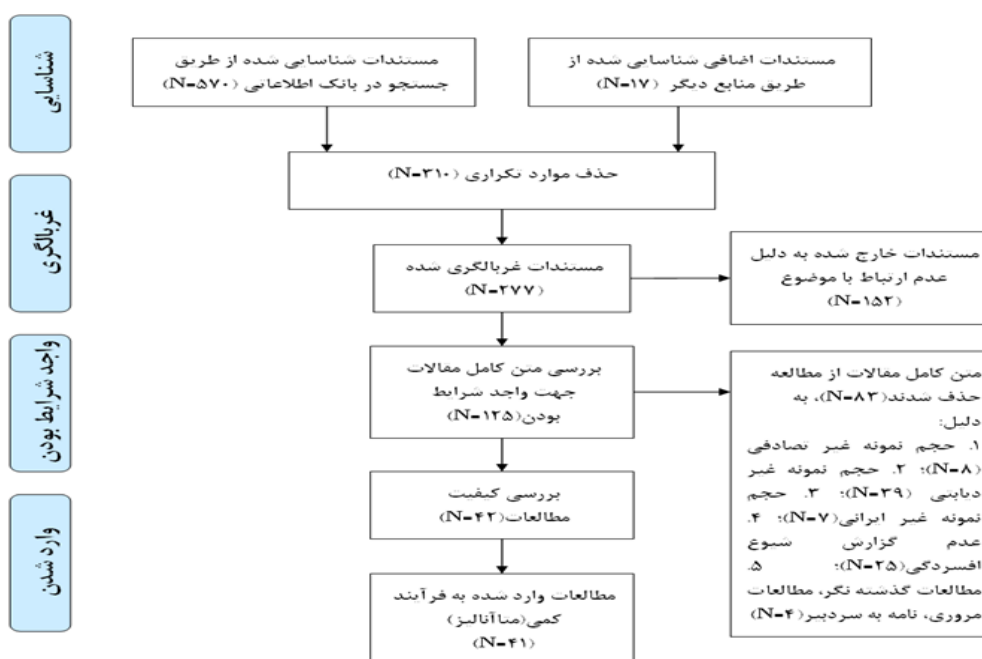 شناسایی
مستندات اضافی شناسایی شده از
طریق منابع دیگر (N=۱۷)
مستندات شناسایی شده از طریق
جستجو در بانک اطلاعاتی (N=۵۷۰)
حذف موارد تکراری (N=۳۱۰)
غربالگری
مستندات غربالگری شده
(N=۲۷۷)
مستندات خارج شده به دلیل
عدم ارتباط با موضوع
(N=۱۵۲)
واجد شرایط بودن
بررسی متن کامل مقالات
جهت واجد شرایط
بودن(N=۱۲۵)
متن کامل مقالات از مطالعه
حذف شدند(N=۸۳)، به
دلیل:
۱. حجم نمونه غیر تصادفی
(N=۸)؛ ۲. حجم نمونه غیر
دیابتی (N=۳۹)؛ ۳. حجم
نمونه غیر ایرانی(N=۷)؛ ۴.
عدم گزارش شیوع
افسردگی(N=۲۵)؛ ۵.
مطالعات گذشته نگر، مطالعات
مروری، نامه به سردبیر(N=۴)
وارد شدن
بررسی کیفیت
مطالعات(N=۴۲)
مطالعات وارد شده به فرآیند
کمی(متاآنالیز)
(N=۴۱)